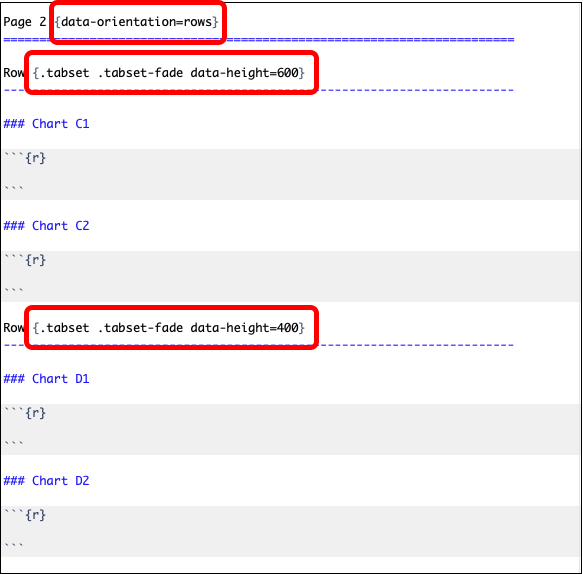 Page 2 {data-orientation=rows}
=======================================================================
Row {.tabset .tabset-fade data-height=600}
-----------------------------------------------------------------------
### Chart C1
```{r}
```
### Chart C2
```{r}
```
Row {.tabset .tabset-fade data-height=400}
-----------------------------------------------------------------------
### Chart D1
```{r}
```
### Chart D2
```{r}
```